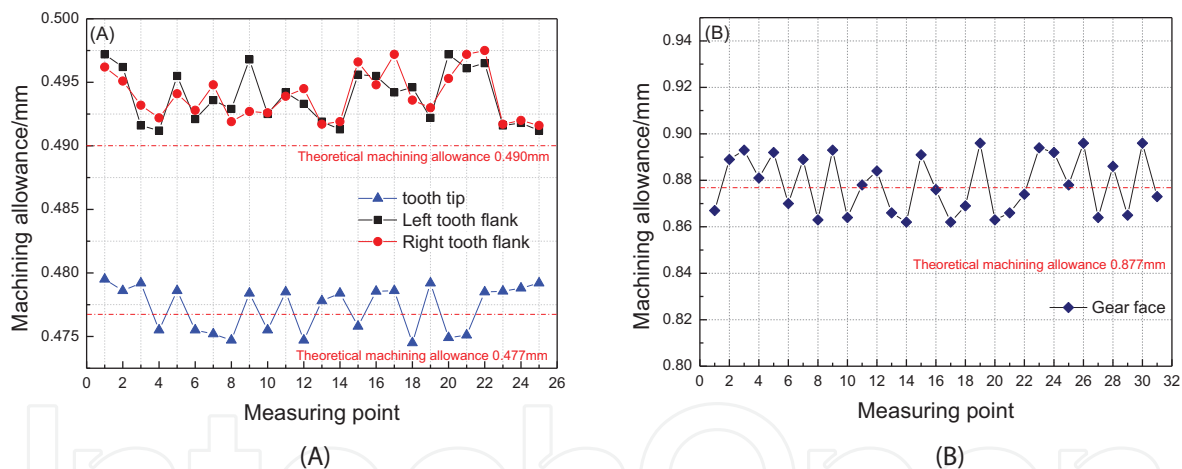 (A)
0.500
0.495
0.490
0.485
0.480
0.475
Machining allowance/mm
Theoretical machining allowance 0.490mm
tooth tip
Left tooth flank
Right tooth flank
Theoretical machining allowance 0.477mm
0 2 4 6 8 10 12 14 16 18 20 22 24 26
Measuring point
(A)
(B)
0.94
0.92
0.90
0.88
0.86
0.84
0.82
0.80
Machining allowance/mm
Theoretical machining allowance 0.877mm
Gear face
0 2 4 6 8 10 12 14 16 18 20 22 24 26 28 30 32
Measuring point
(B)
IntechOpen